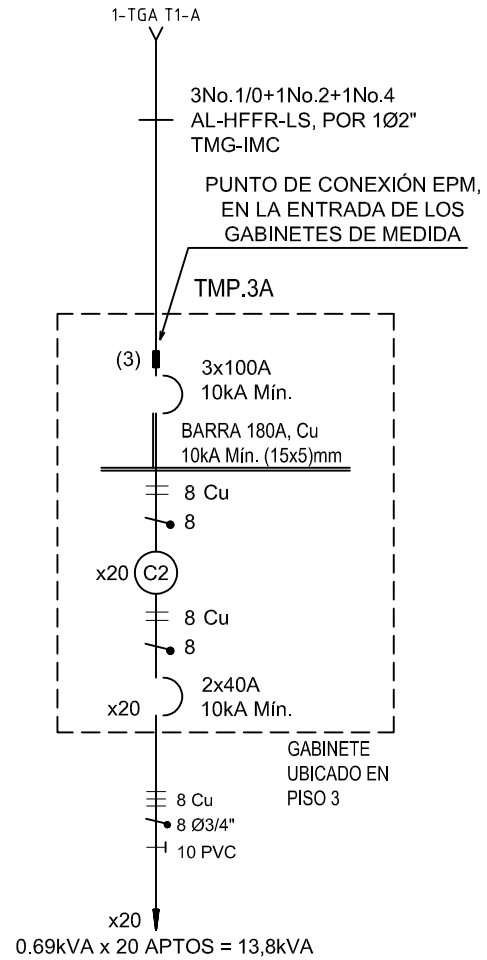 1-TGA T1-A
3No.1/0+1No.2+1No.4
AL-HFFR-LS, POR 1Ø2"
TMG-IMC
PUNTO DE CONEXIÓN EPM,
EN LA ENTRADA DE LOS
GABINETES DE MEDIDA
TMP.3A
(3)
3x100A
10kA Mín.
BARRA 180A, Cu
10kA Mín. (15x5)mm
8 Cu
8
x20 C2
8 Cu
8
2x40A
x20 10kA Mín.
GABINETE
UBICADO EN
PISO 3
8 Cu
8 Ø3/4"
10 PVC
x20
0.69kVA x 20 APTOS = 13,8kVA